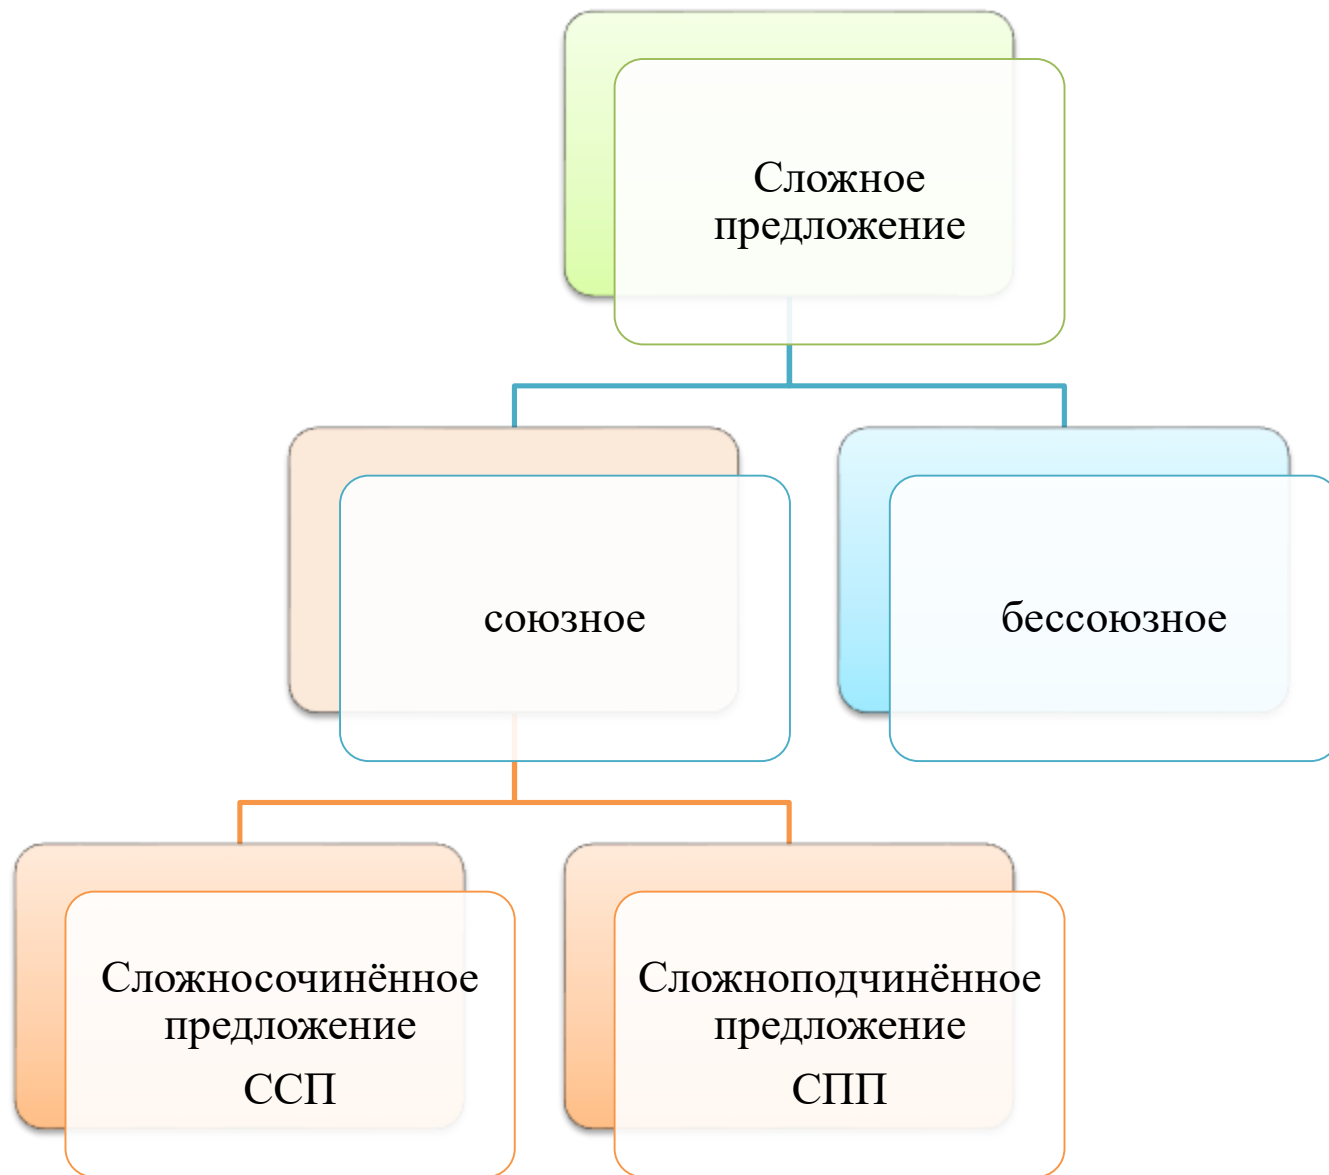 Сложное
предложение
союзное
бессоюзное
Сложносочинённое
предложение
ССП
Сложноподчинённое
предложение
СПП